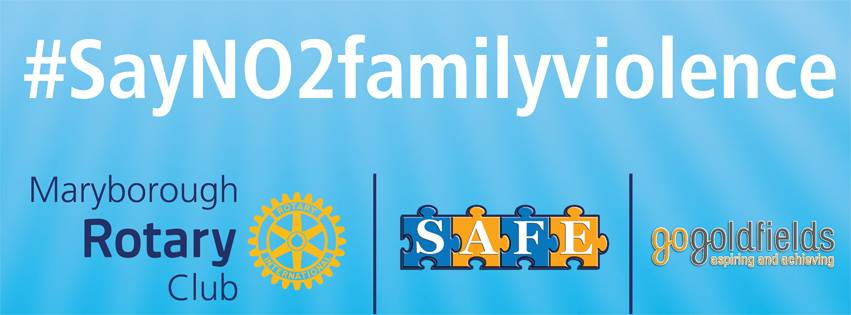 #SayNO2familyviolence
Maryborough
Rotary
Club
ROTARY
INTERNATIONAL
SAFE
gogoldfields
aspiring and achieving